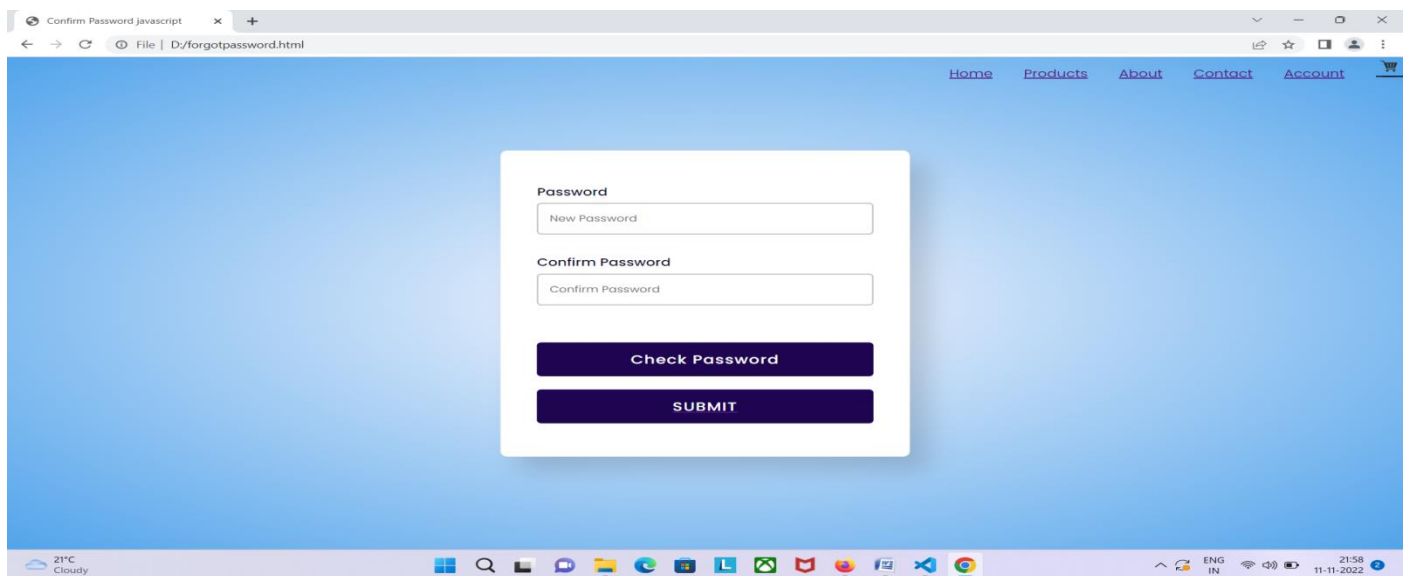 Confirm Password javascript
File | D:/forgotpassword.html
Home Products About Contact Account
Password
New Password
Confirm Password
Confirm Password
Check Password
SUBMIT
21°C
Cloudy
ENG
IN
21:58
11-11-2022
2